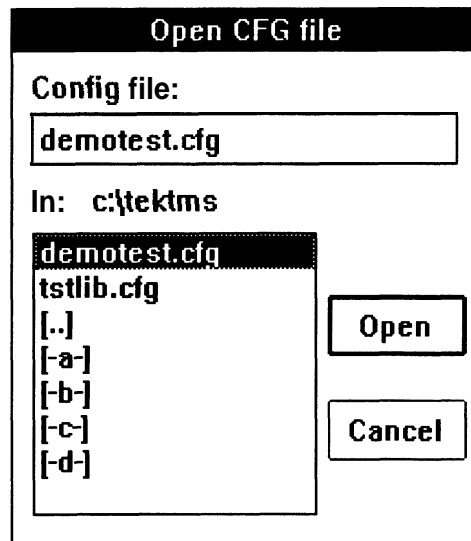 Open CFG file
Config file:
demotest.cfg
In: c:\tektms
demotest.cfg
tstlib.cfg
[..]
[-a-]
[-b-]
[-c-]
[-d-]
Open
Cancel